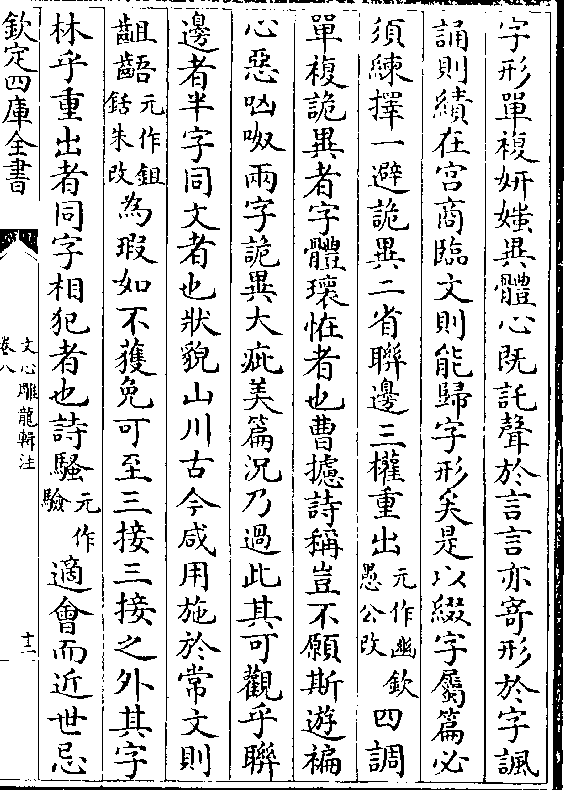 字形單複妍媸異體心既託聲於言言亦寄形於字諷
誦則績在宫商臨文則能歸字形矣是以綴字屬篇必
須練擇一避詭異二省聯邊三權重出元作幽欽愚公改四調
單複詭異者字體瓌怪者也曹攄詩稱豈不願斯遊褊
心惡㕼呶兩字詭異大疵美篇況乃過此其可觀乎聯
邊者半字同文者也狀貌山川古今咸用施於常文則
齟齬元作鉏銛朱改為瑕如不獲免可至三接三接之外其字
林乎重出者同字相犯者也詩騷元作驗適會而近世忌
欽定四庫全書
文心雕龍輯注
卷八
十二